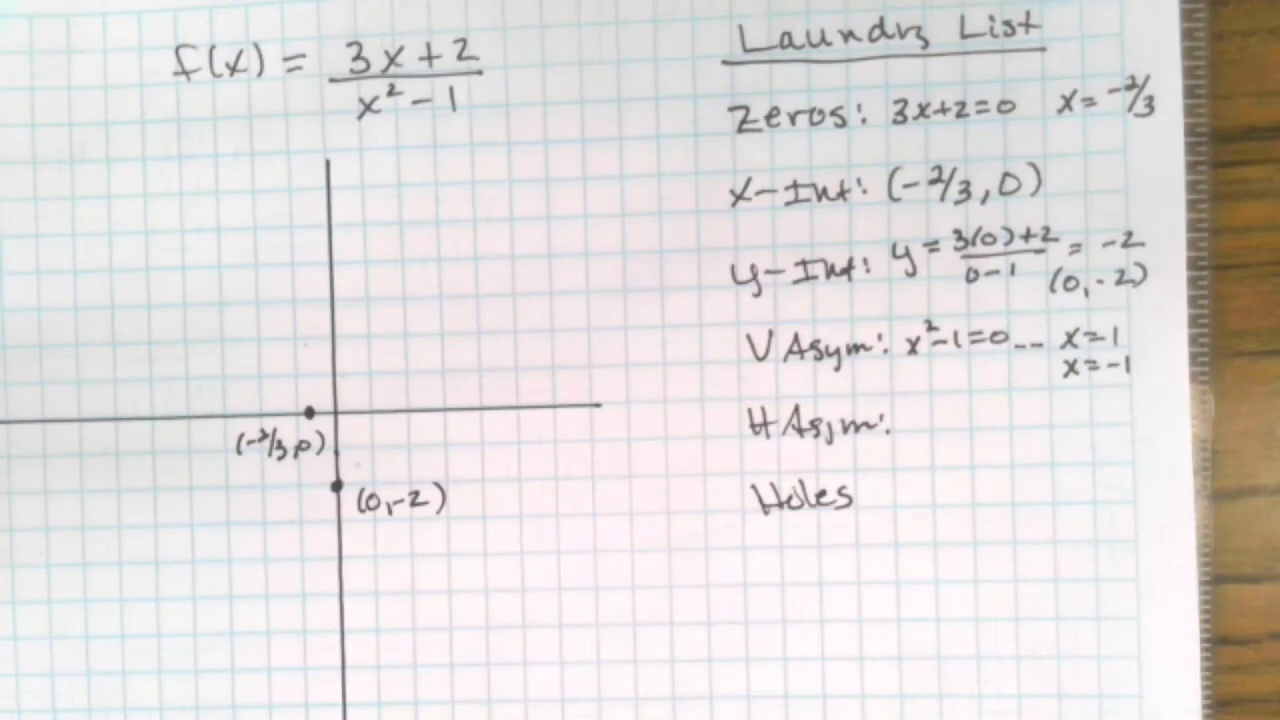 f(x) = (3x+2)/(x²-1)
Laundry List
Zeros: 3x+2=0 x=-2/3
x-Int: (-2/3, 0)
y-Int: y = (3(0)+2)/(0-1) = -2
(0,-2)
V Asym: x²-1=0-- x=1
x=-1
H Asym:
Holes
(-2/3,0)
(0,-2)